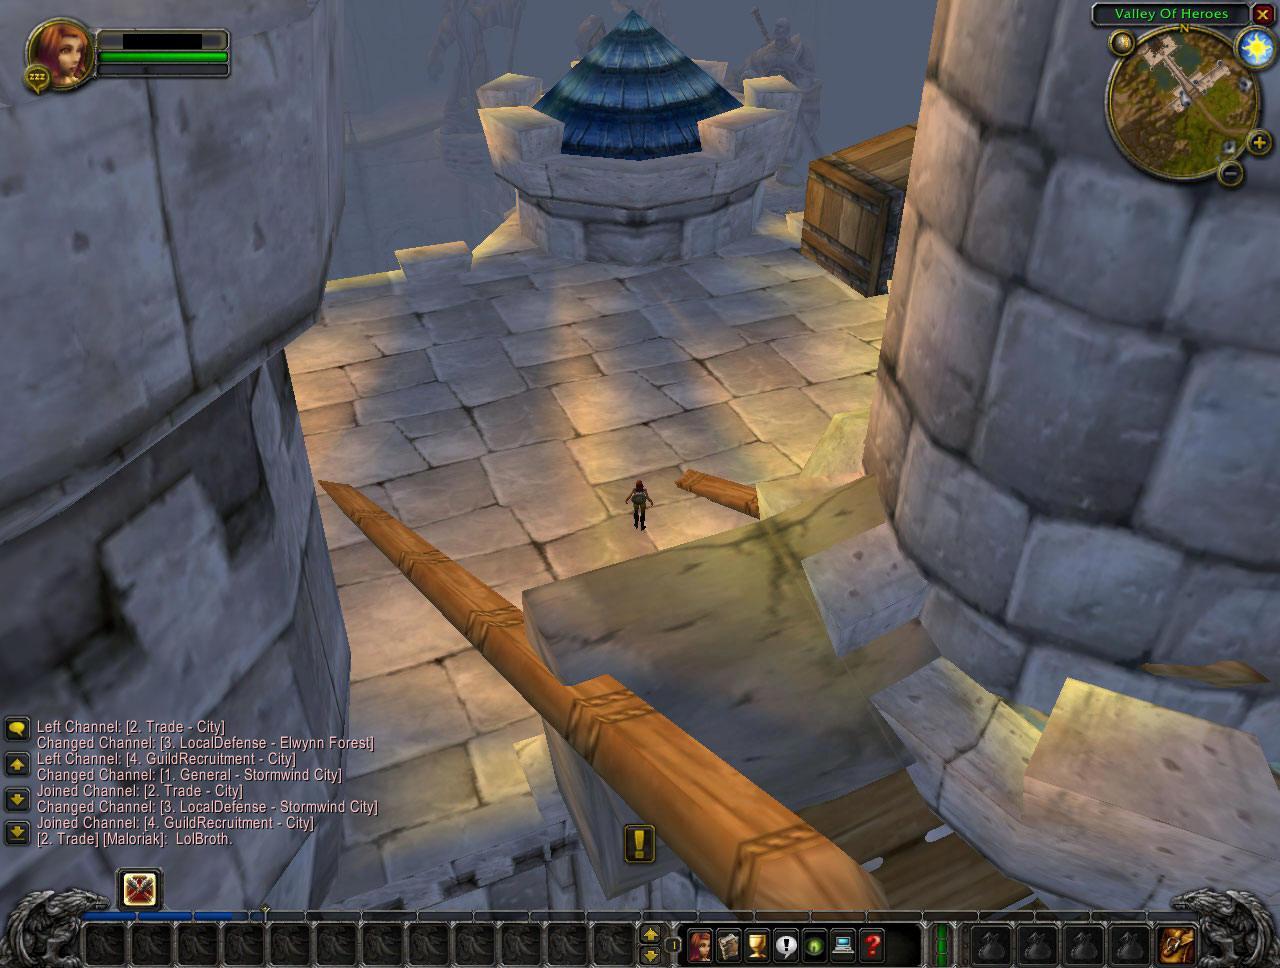 Valley Of Heroes
N
zzz
Left Channel: [2. Trade - City]
Changed Channel: [3. LocalDefense - Elwynn Forest]
Left Channel: [4. GuildRecruitment - City]
Changed Channel: [1. General - Stormwind City]
Joined Channel: [2. Trade - City]
Changed Channel: [3. LocalDefense - Stormwind City]
Joined Channel: [4. GuildRecruitment - City]
[2. Trade] [Maloriak]: LolBroth.
1